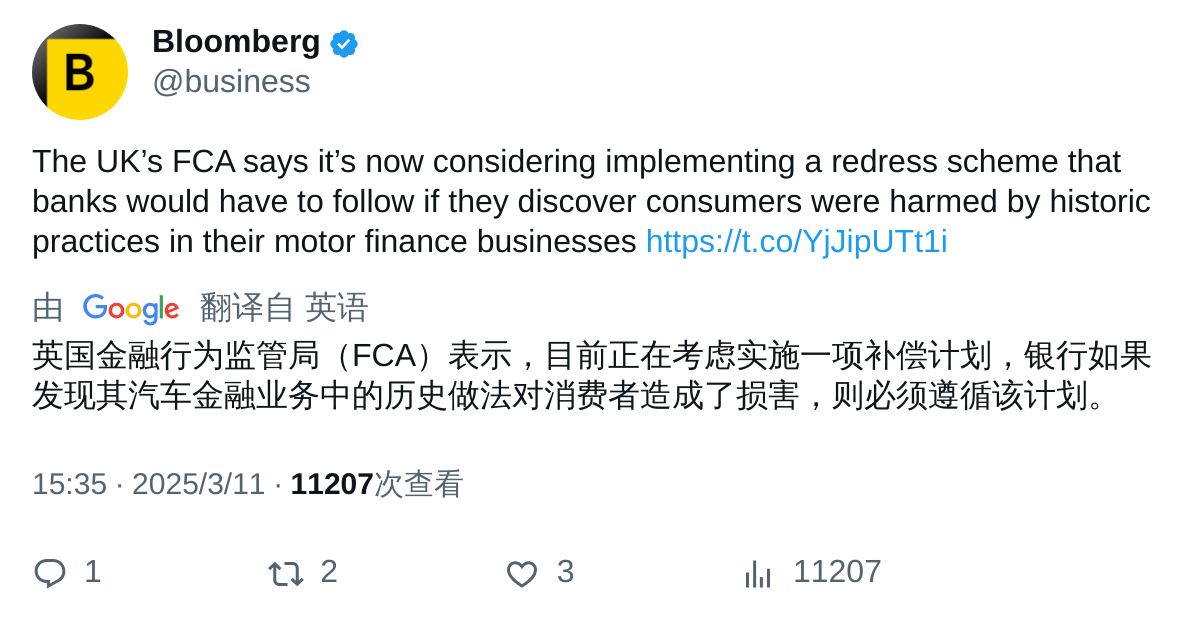 B
Bloomberg
@business
The UK’s FCA says it’s now considering implementing a redress scheme that
banks would have to follow if they discover consumers were harmed by historic
practices in their motor finance businesses https://t.co/YjJipUTt1i
由 Google 翻译自 英语
英国金融行为监管局（FCA）表示，目前正在考虑实施一项补偿计划，银行如果
发现其汽车金融业务中的历史做法对消费者造成了损害，则必须遵循该计划。
15:35 · 2025/3/11 · 11207次查看
1 2 3 11207